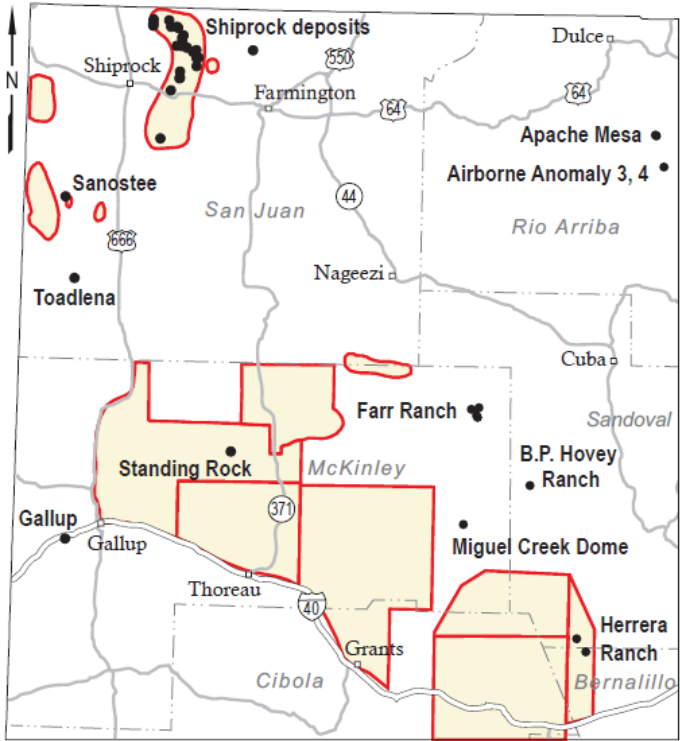 Shiprock deposits
Dulce
550
Shiprock
N
Farmington
64
64
Apache Mesa
Airborne Anomaly 3, 4
Sanostee
San Juan
44
Rio Arriba
666
Nageezi
Toadlena
Cuba
Farr Ranch
Sandoval
Standing Rock
McKinley
B.P. Hovey
Ranch
371
Gallup
Gallup
Miguel Creek Dome
Thoreau
40
Herrera
Ranch
Grants
Cibola
Bernalillo